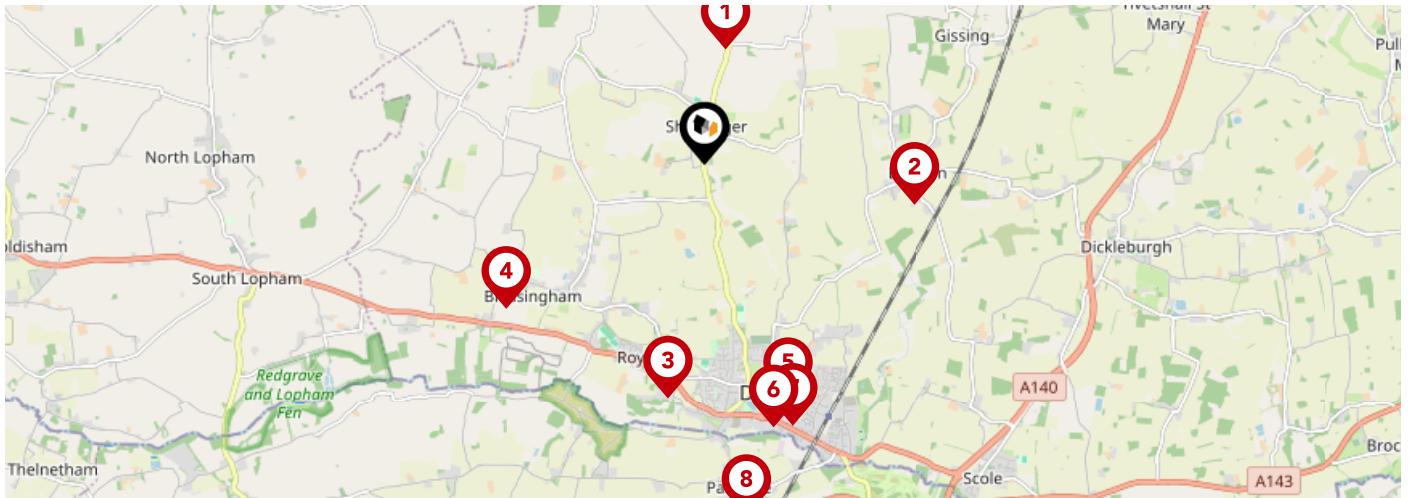 1
Mary
Gissing
North Lopham
2
Dickleburgh
South Lopham
4
3
5
6
A140
Redgrave
and Lopham
Fen
Thelnetham
8
Scole
A143